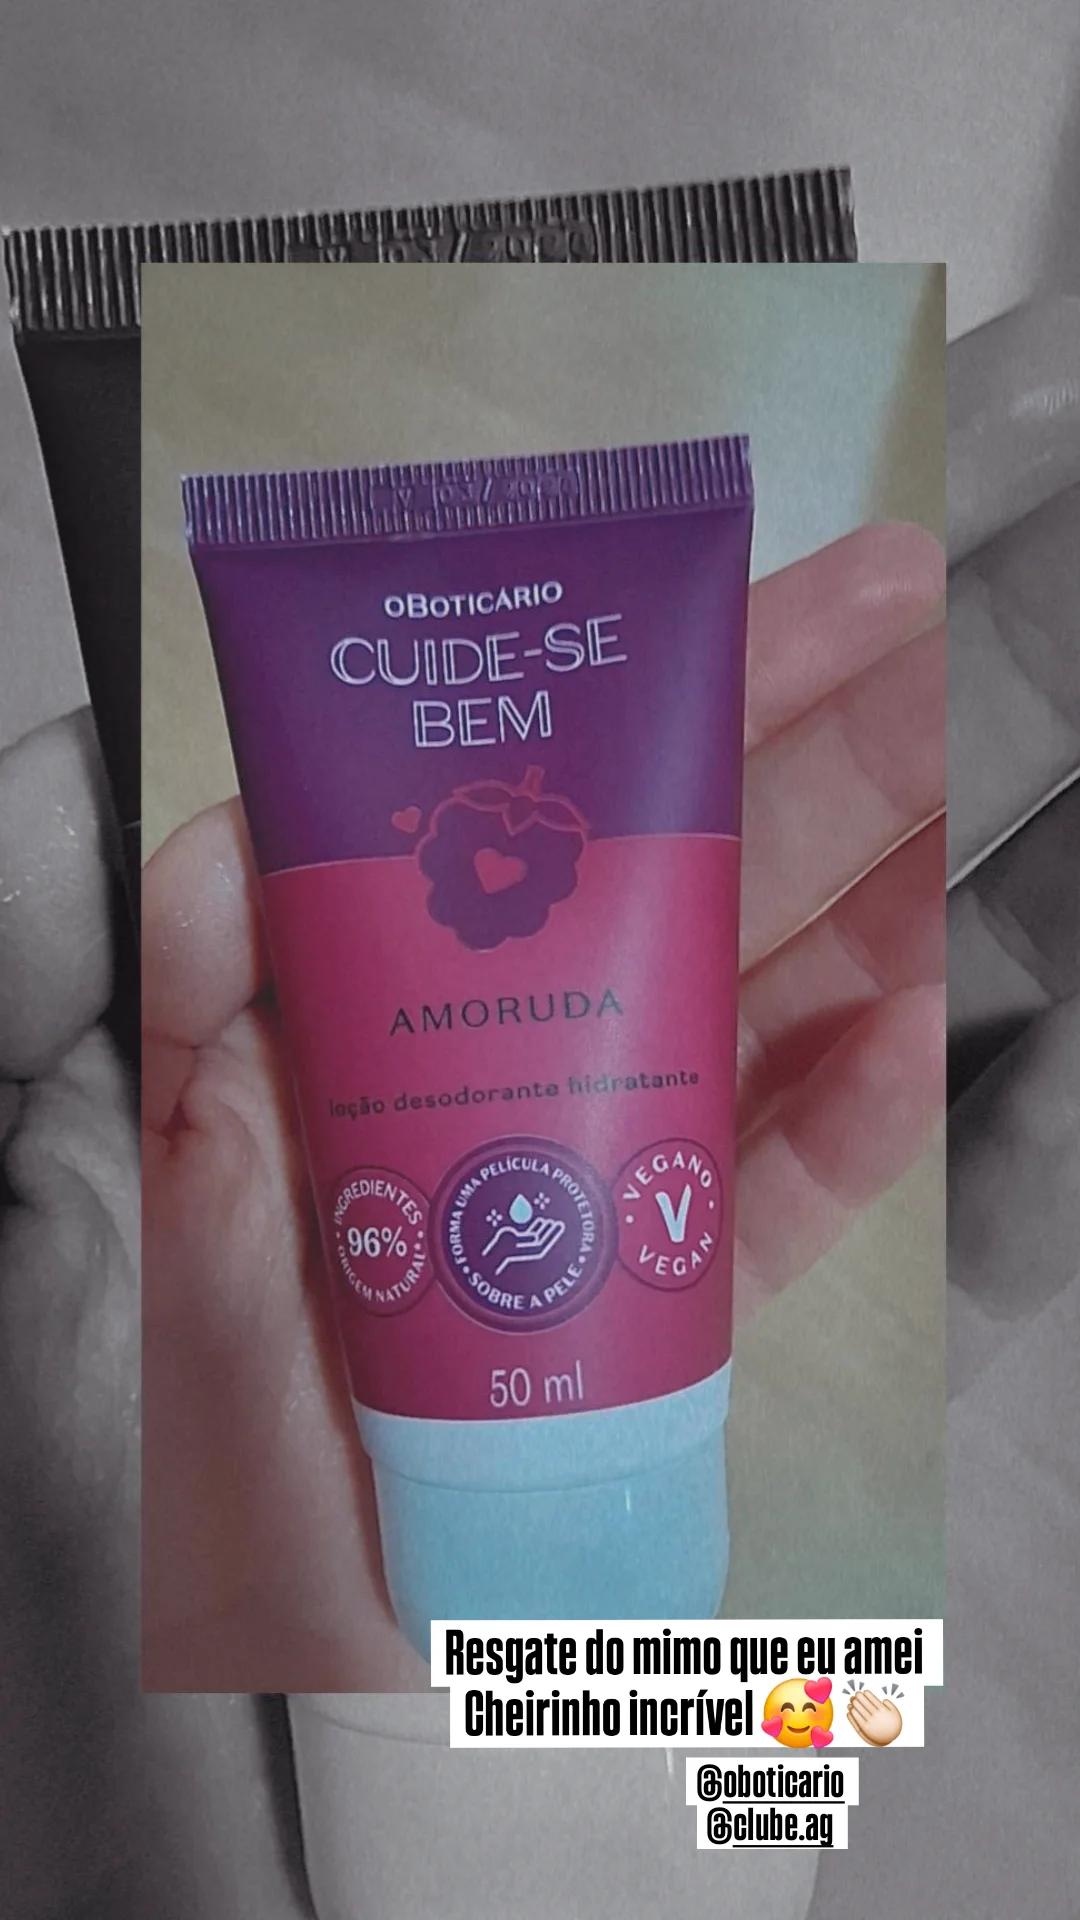 oBoticário
CUIDE-SE
BEM
AMORUDA
loção desodorante hidratante
INGREDIENTES
96%
ORIGEM NATURAL*
FORMA UMA PELÍCULA PROTETORA
SOBRE A PELE
VEGANO
V
VEGAN
50 ml
Resgate do mimo que eu amei
Cheirinho incrível 🥰👏🏻
@oboticario
@clube.ag